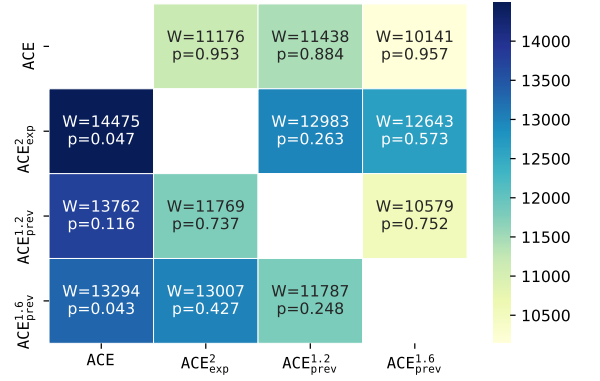 ACE
W=11176 W=11438 W=10141
p=0.953 p=0.884 p=0.957
14000
13500
ACE²exp
W=14475 W=12983 W=12643
p=0.047 p=0.263 p=0.573
13000
12500
12000
ACE¹·²prev
W=13762 W=11769 W=10579
p=0.116 p=0.737 p=0.752
11500
11000
ACE¹·⁶prev
W=13294 W=13007 W=11787
p=0.043 p=0.427 p=0.248
10500
ACE ACE²exp ACE¹·²prev ACE¹·⁶prev